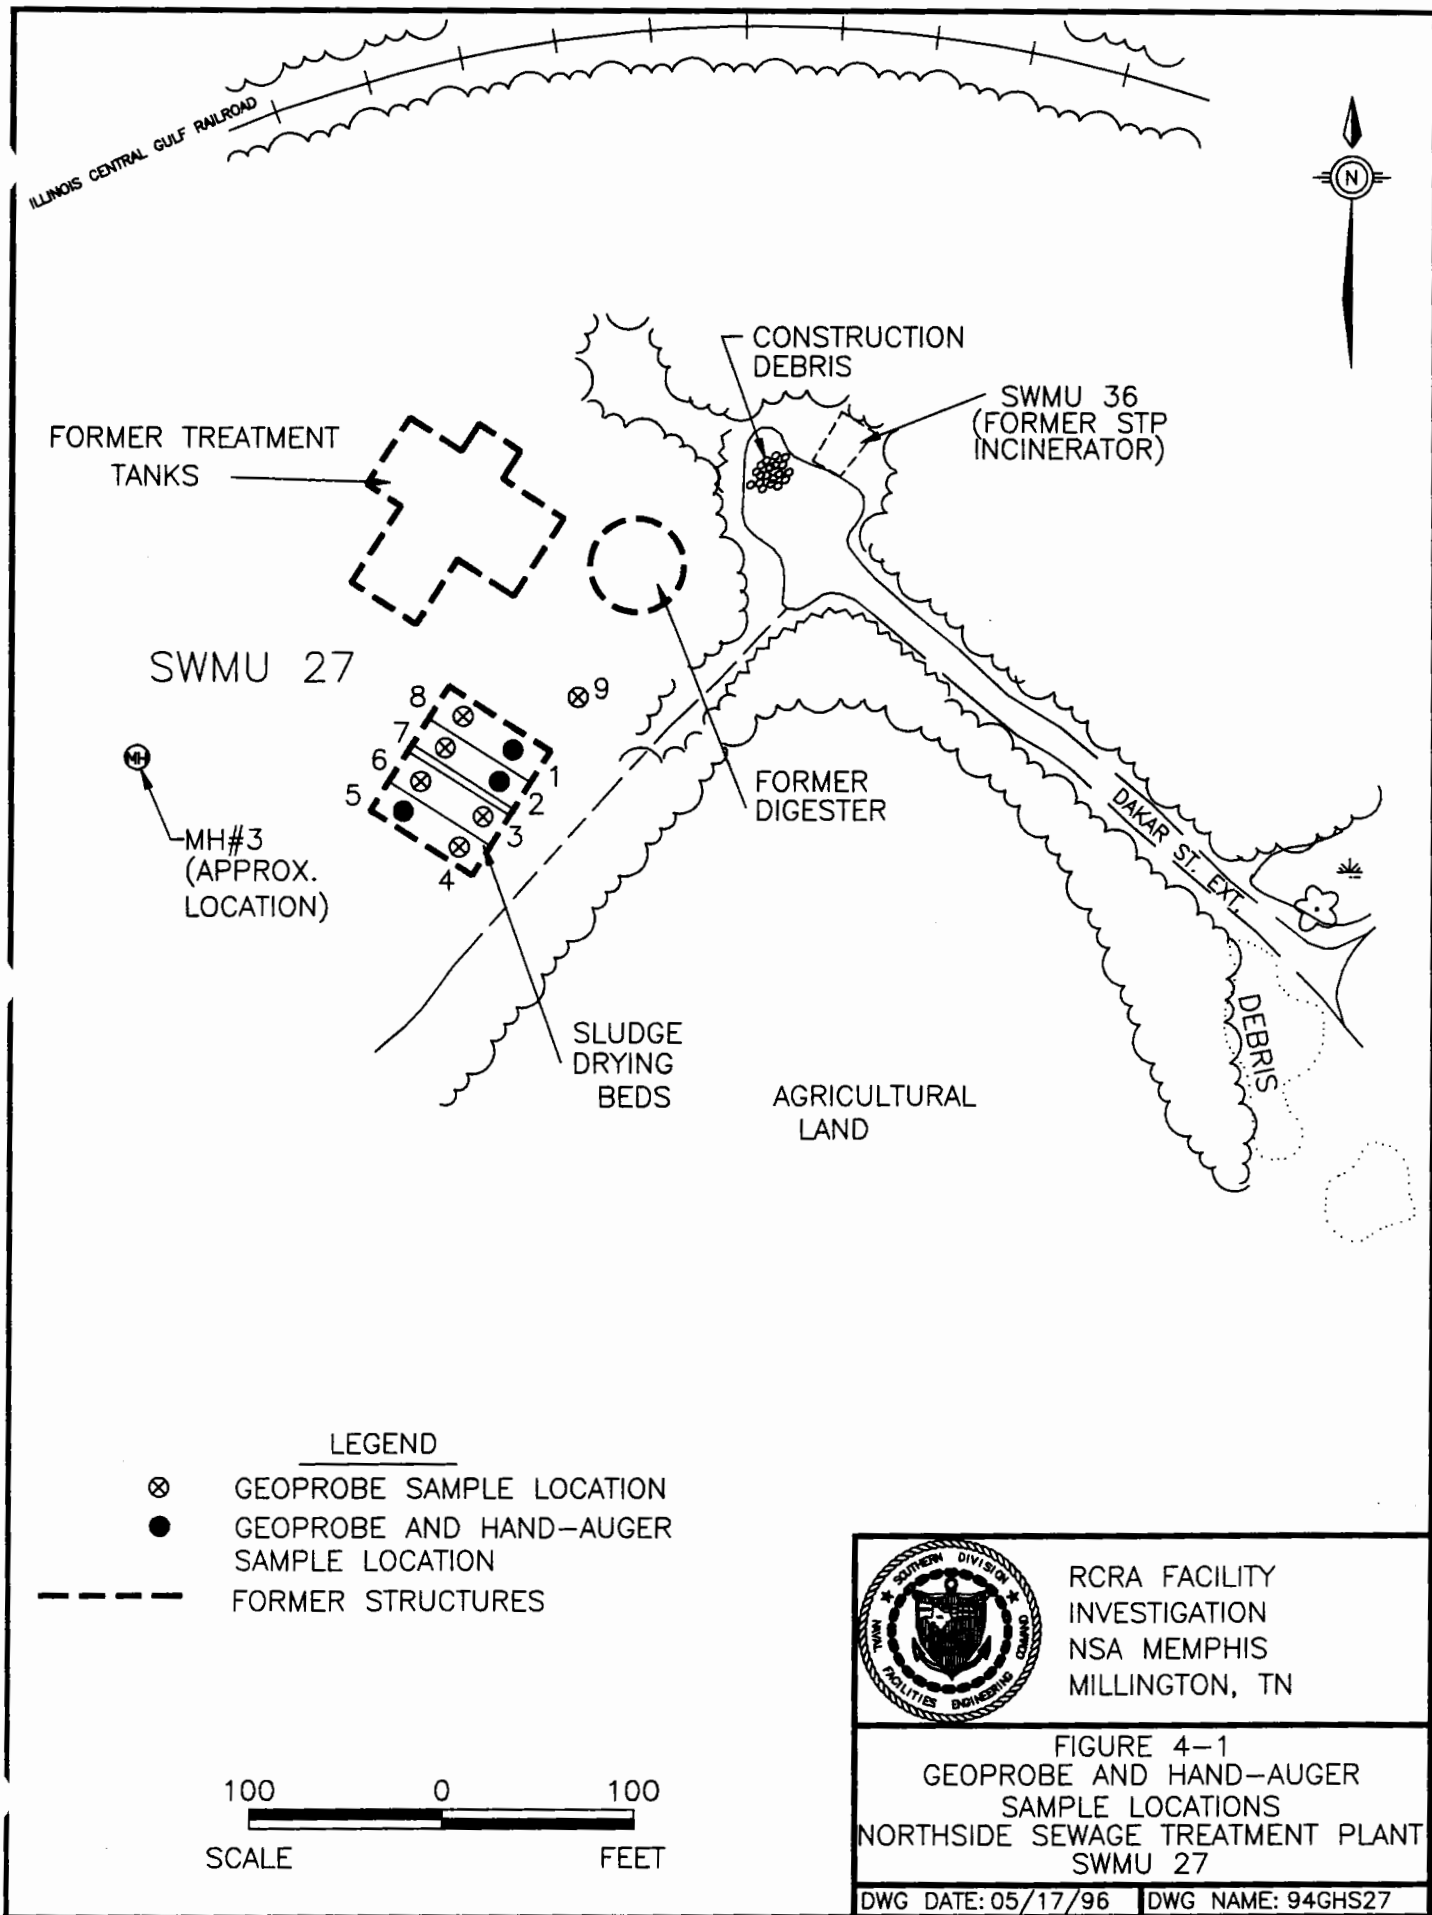 ILLINOIS CENTRAL GULF RAILROAD
N
CONSTRUCTION
DEBRIS
SWMU 36
(FORMER STP
INCINERATOR)
FORMER TREATMENT
TANKS
SWMU 27
8
7
6
5
9
1
2
3
4
MH
MH#3
(APPROX.
LOCATION)
FORMER
DIGESTER
DAKAR ST. EXT.
DEBRIS
SLUDGE
DRYING
BEDS
AGRICULTURAL
LAND
LEGEND
GEOPROBE SAMPLE LOCATION
GEOPROBE AND HAND-AUGER
SAMPLE LOCATION
FORMER STRUCTURES
100 0 100
SCALE FEET
SOUTHERN DIVISION
NAVAL FACILITIES ENGINEERING COMMAND
RCRA FACILITY
INVESTIGATION
NSA MEMPHIS
MILLINGTON, TN
FIGURE 4-1
GEOPROBE AND HAND-AUGER
SAMPLE LOCATIONS
NORTHSIDE SEWAGE TREATMENT PLANT
SWMU 27
DWG DATE: 05/17/96 DWG NAME: 94GHS27